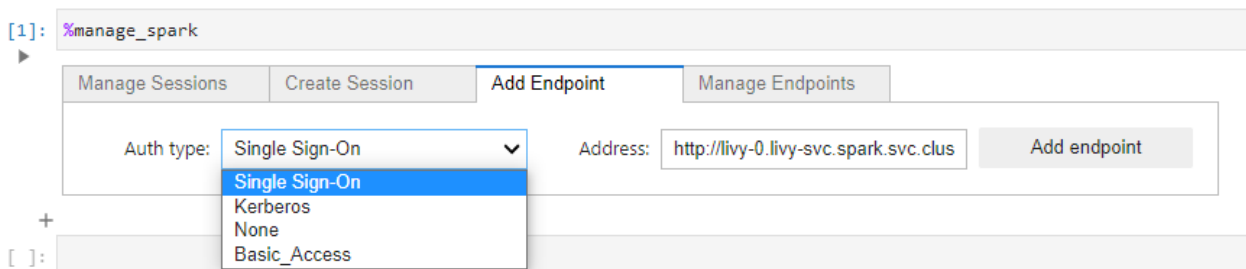 [1]: %manage_spark
Manage Sessions Create Session Add Endpoint Manage Endpoints
Auth type: Single Sign-On Address: http://livy-0.livy-svc.spark.svc.clus Add endpoint
Single Sign-On
Kerberos
None
Basic_Access
[ ]: